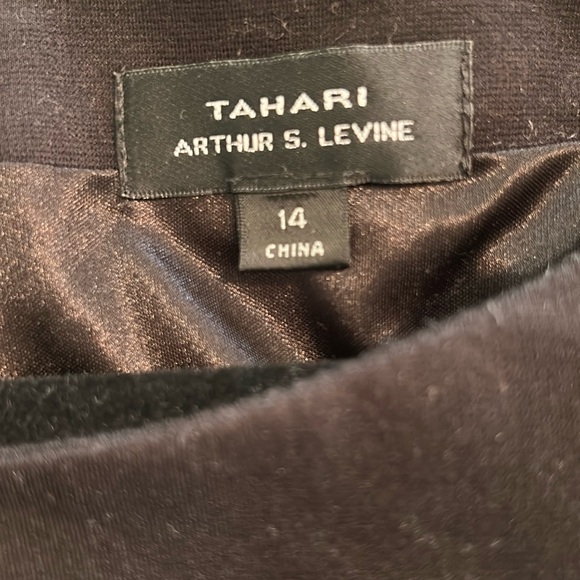 TAHARI
ARTHUR S. LEVINE
14
CHINA